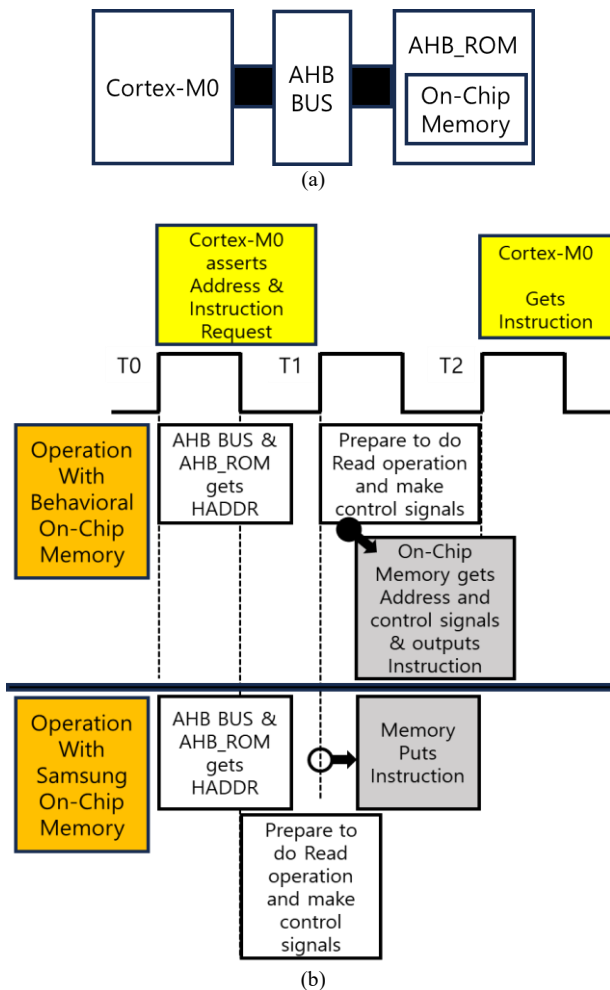 Cortex-M0
AHB
BUS
AHB_ROM
On-Chip
Memory
(a)
Cortex-M0
asserts
Address &
Instruction
Request
Cortex-M0
Gets
Instruction
T0
T1
T2
Operation
With
Behavioral
On-Chip
Memory
AHB BUS &
AHB_ROM
gets
HADDR
Prepare to do
Read operation
and make
control signals
On-Chip
Memory gets
Address and
control signals
& outputs
Instruction
Operation
With
Samsung
On-Chip
Memory
AHB BUS &
AHB_ROM
gets
HADDR
Memory
Puts
Instruction
Prepare to
do Read
operation
and make
control
signals
(b)